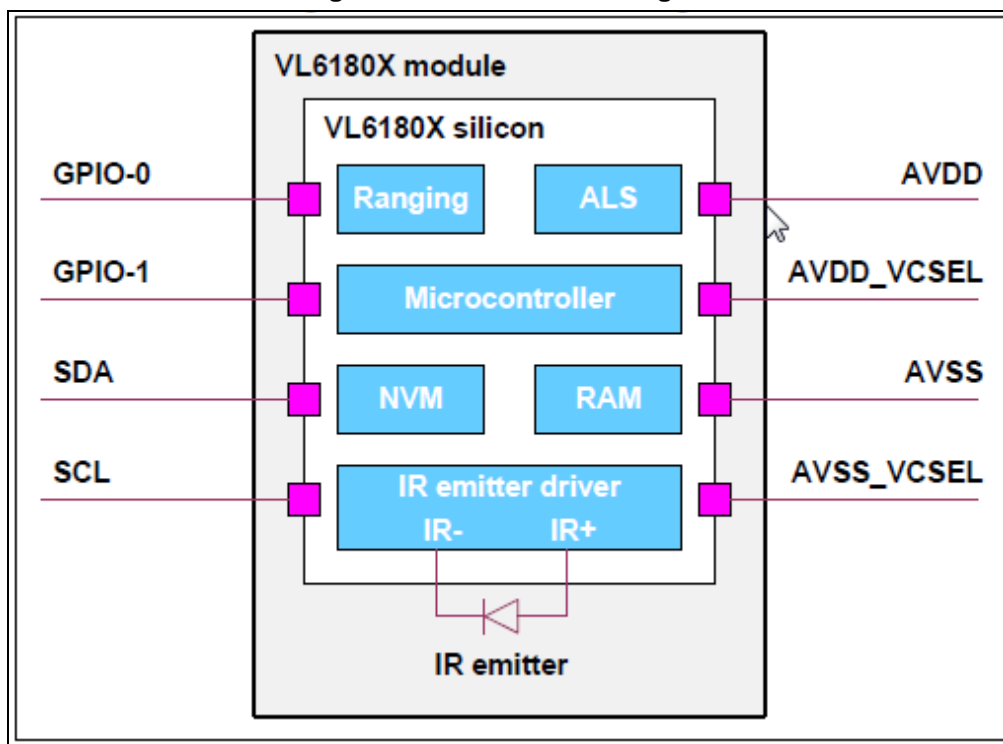 VL6180X module
VL6180X silicon
GPIO-0
Ranging
ALS
AVDD
GPIO-1
Microcontroller
AVDD_VCSEL
SDA
NVM
RAM
AVSS
SCL
IR emitter driver
IR-
IR+
AVSS_VCSEL
IR emitter